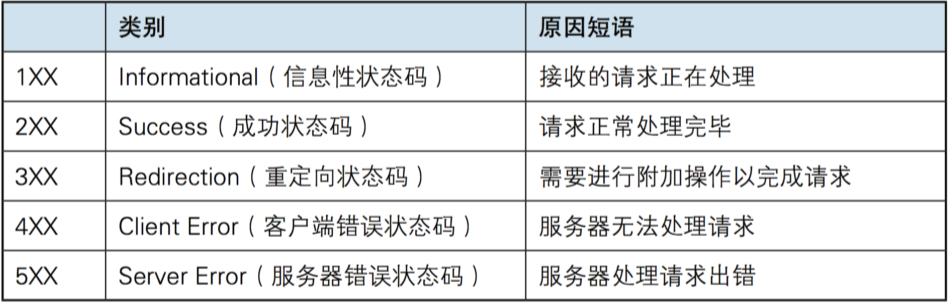 类别 原因短语
1XX Informational（信息性状态码） 接收的请求正在处理
2XX Success（成功状态码） 请求正常处理完毕
3XX Redirection（重定向状态码） 需要进行附加操作以完成请求
4XX Client Error（客户端错误状态码） 服务器无法处理请求
5XX Server Error（服务器错误状态码） 服务器处理请求出错